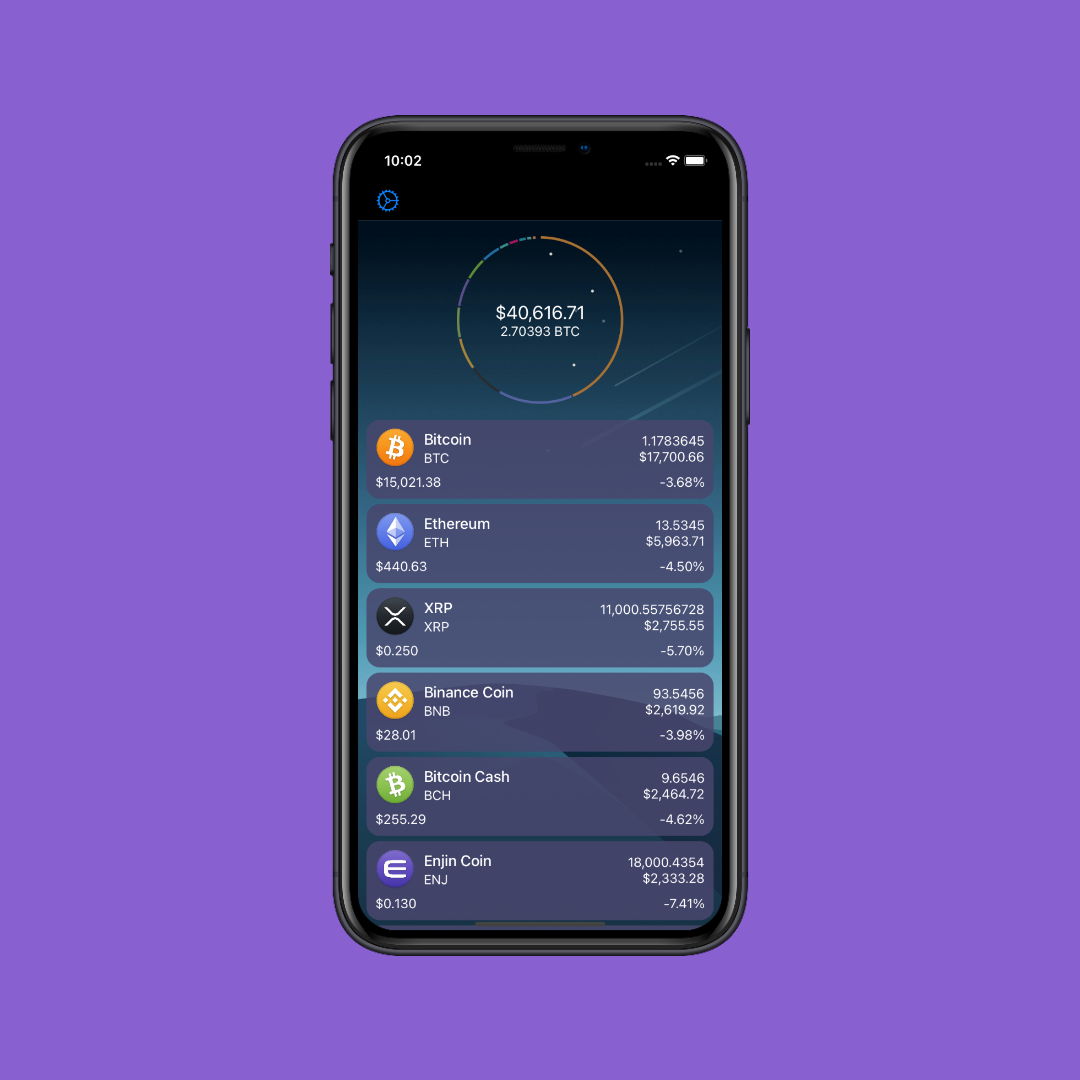 10:02
$40,616.71
2.70393 BTC
Bitcoin
BTC
1.1783645
$17,700.66
$15,021.38
-3.68%
Ethereum
ETH
13.5345
$5,963.71
$440.63
-4.50%
XRP
XRP
11,000.55756728
$2,755.55
$0.250
-5.70%
Binance Coin
BNB
93.5456
$2,619.92
$28.01
-3.98%
Bitcoin Cash
BCH
9.6546
$2,464.72
$255.29
-4.62%
Enjin Coin
ENJ
18,000.4354
$2,333.28
$0.130
-7.41%